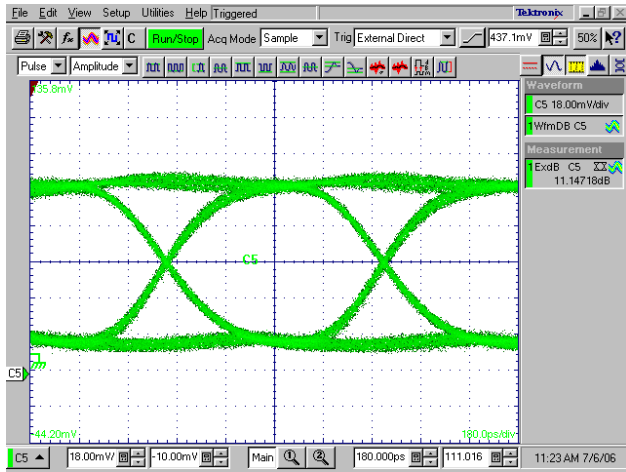 File Edit View Setup Utilities Help Triggered Tektronix
C Run/Stop Acq Mode Sample Trig External Direct 437.1mV 50%
Pulse Amplitude
135.8mV
C5
-44.20mV
180.0ps/div
C5
Waveform
C5 18.00mV/div
1 WfmDB C5
Measurement
1 ExdB C5
11.14718dB
C5 18.00mV/ -10.00mV Main 1 2 180.000ps 111.016 11:23 AM 7/6/06